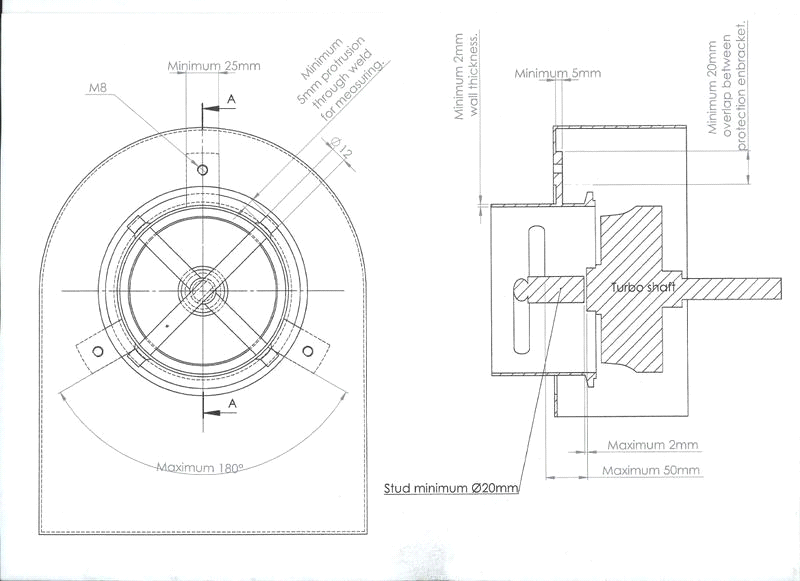 Minimum 25mm
M8
A
Minimum
5mm protrusion
through weld
for measuring.
Ø12
A
Maximum 180°
Minimum 2mm
wall thickness.
Minimum 5mm
Minimum 20mm
overlap between
protection enbracket.
Turbo shaft
Maximum 2mm
Maximum 50mm
Stud minimum Ø20mm